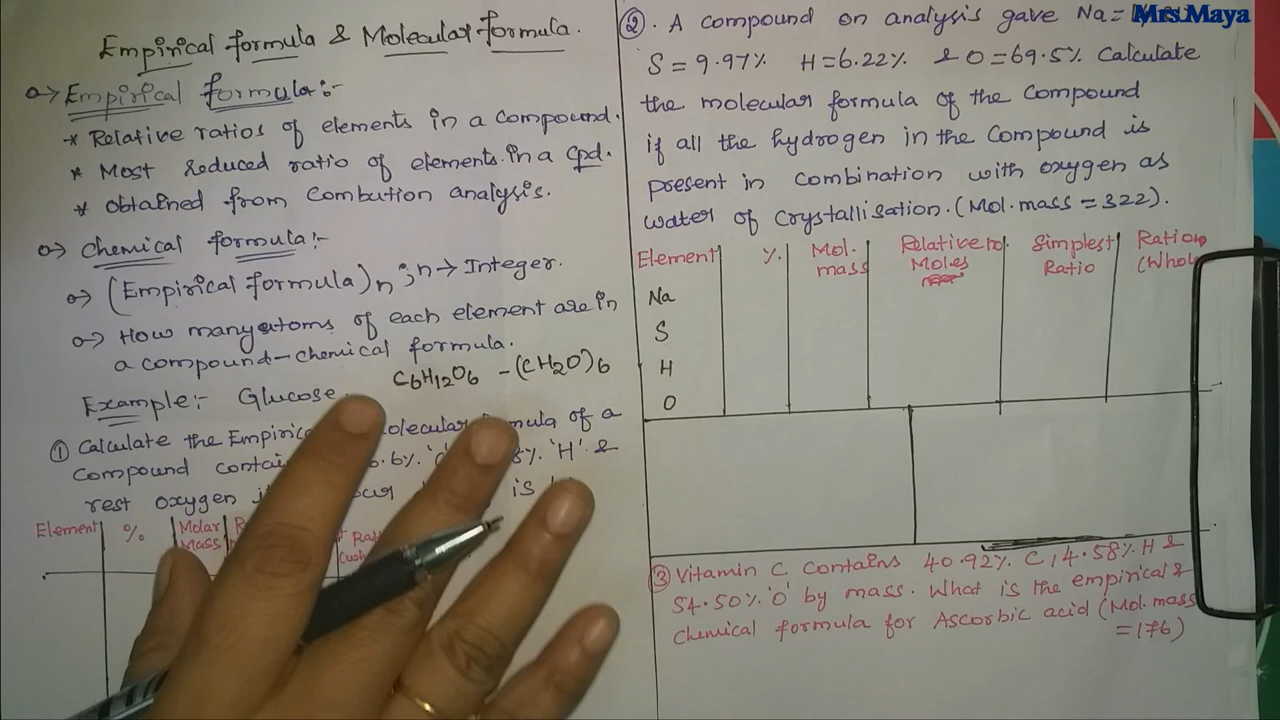 Empirical formula & Molecular formula.
Empirical formula:-
* Relative ratios of elements in a compound.
* Most reduced ratio of elements in a cpd.
* obtained from Combution analysis.
Chemical formula:-
(Empirical formula)n ; n → Integer.
How many atoms of each element are in
a compound - chemical formula.
Example:- Glucose. C6H12O6 - (CH2O)6
① Calculate the of a
Compound 'H' &
rest oxygen is
Element % Molar
Mass
② . A compound on analysis gave Na=
S = 9.97% H=6.22% & O=69.5% Calculate
the molecular formula of the Compound
if all the hydrogen in the Compound is
present in combination with oxygen as
water of Crystallisation. (Mol. mass = 322).
Element % Mol. Relative no. Simplest Ratio
mass Moles Ratio (Whole
Na
S
H
O
③ Vitamin C Contains 40.92% C, 4.58% H &
54.50% 'O' by mass. What is the empirical &
Chemical formula for Ascorbic acid (Mol. mass
=176)
Mrs.Maya